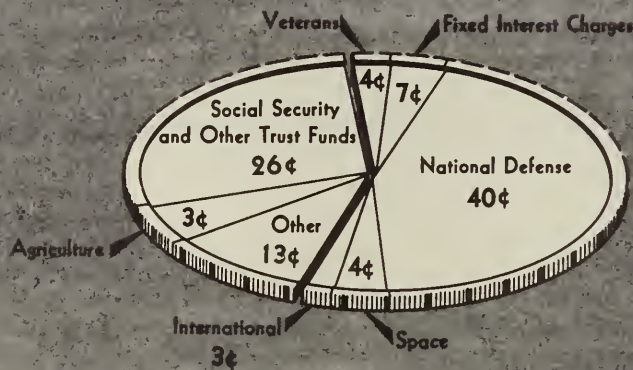 Veterans
Fixed Interest Charges
4¢
7¢
Social Security
and Other Trust Funds
26¢
National Defense
40¢
3¢
Other
13¢
4¢
Agriculture
International
3¢
Space